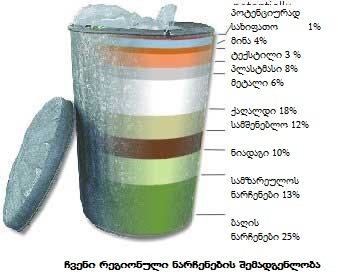 პოტენციურად
სახიფათო 1%
მინა 4%
ტექსტილი 3 %
პლასტმასი 8%
მეტალი 6%
ქაღალდი 18%
სამშენებლო 12%
ნიადაგი 10%
სამზარეულოს
ნარჩენები 13%
ბაღის
ნარჩენები 25%
ჩვენი რეგიონული ნარჩენების შემადგენლობა